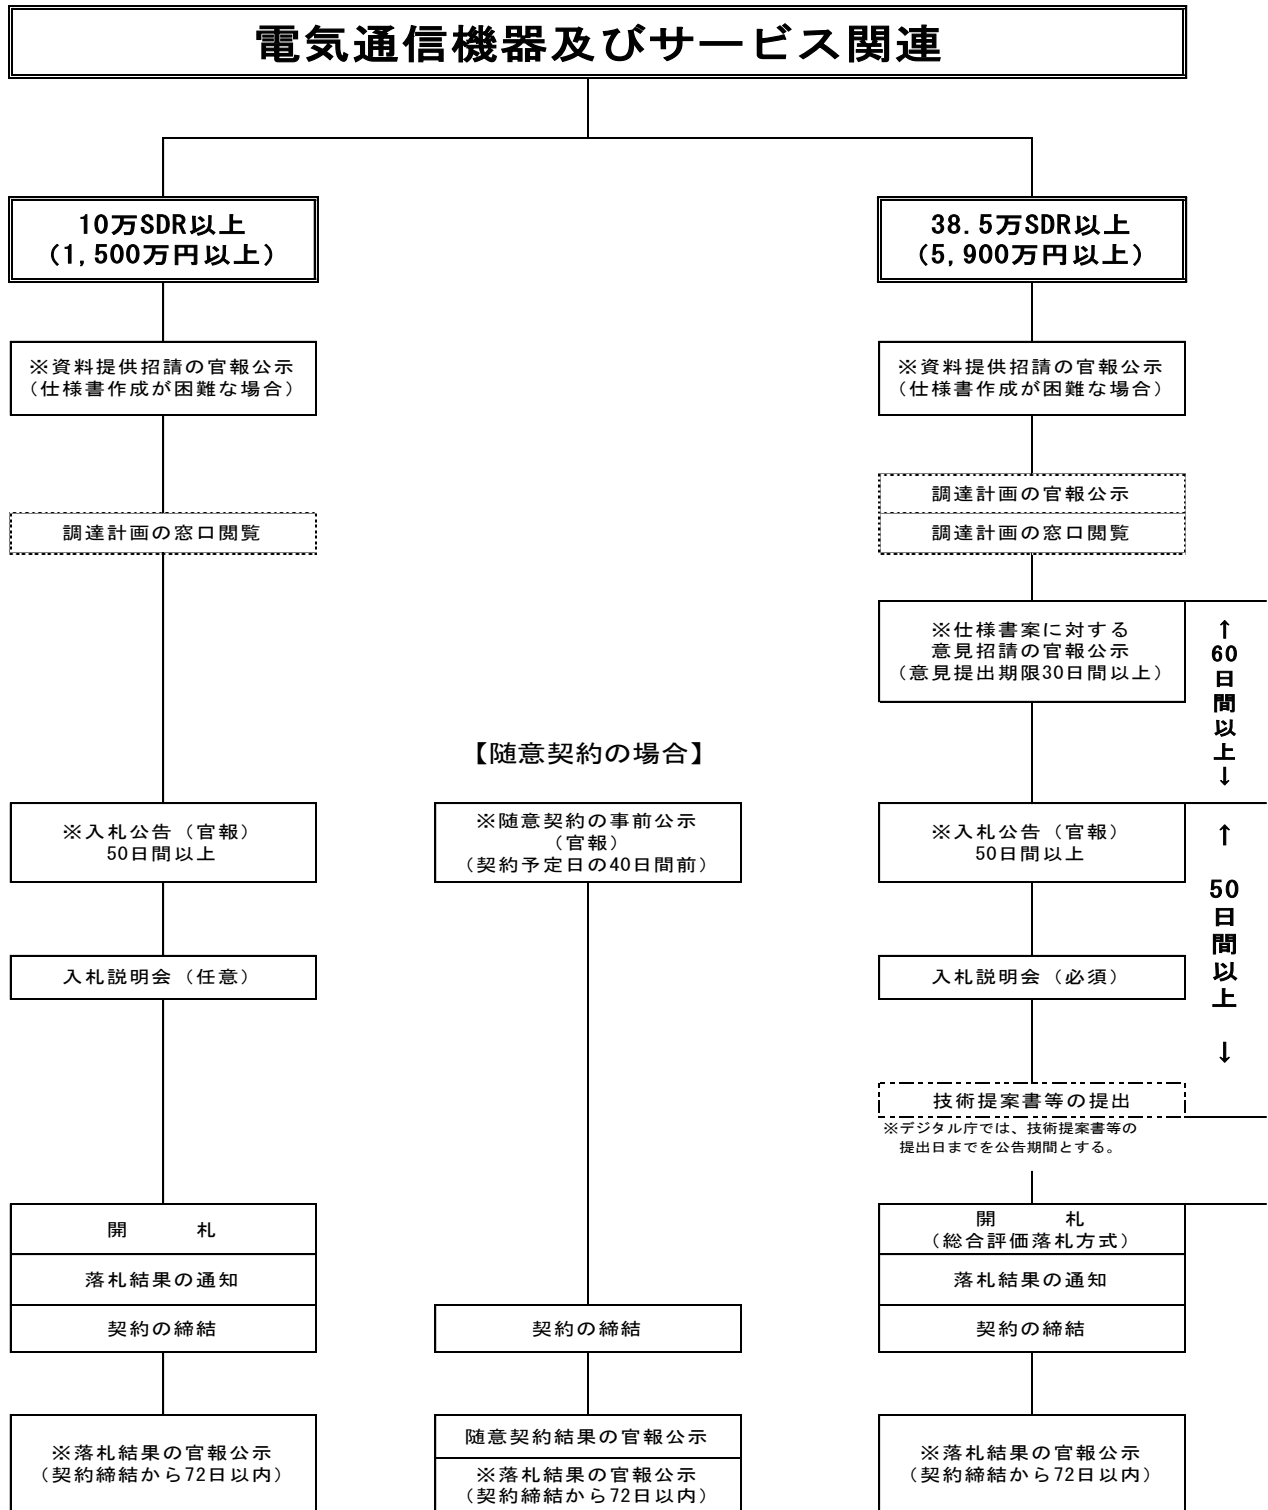 電気通信機器及びサービス関連
10万SDR以上
（1,500万円以上）
※資料提供招請の官報公示
（仕様書作成が困難な場合）
調達計画の窓口閲覧
※入札公告（官報）
50日間以上
入札説明会（任意）
開　　　札
落札結果の通知
契約の締結
※落札結果の官報公示
（契約締結から72日以内）
【随意契約の場合】
※随意契約の事前公示
（官報）
（契約予定日の40日間前）
契約の締結
随意契約結果の官報公示
※落札結果の官報公示
（契約締結から72日以内）
38.5万SDR以上
（5,900万円以上）
※資料提供招請の官報公示
（仕様書作成が困難な場合）
調達計画の官報公示
調達計画の窓口閲覧
※仕様書案に対する
意見招請の官報公示
（意見提出期限30日間以上）
※入札公告（官報）
50日間以上
入札説明会（必須）
技術提案書等の提出
※デジタル庁では、技術提案書等の
提出日までを公告期間とする。
開　　　札
（総合評価落札方式）
落札結果の通知
契約の締結
※落札結果の官報公示
（契約締結から72日以内）
↑60日間以上↓
↑50日間以上↓